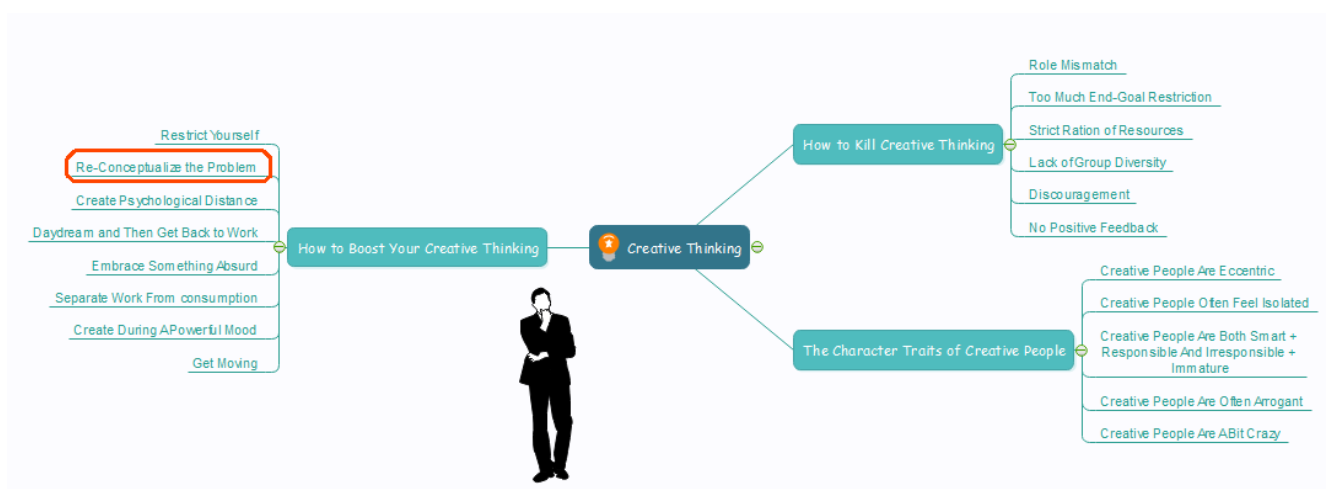 Restrict Yourself
Re-Conceptualize the Problem
Create Psychological Distance
Daydream and Then Get Back to Work
Embrace Something Absurd
Separate Work From consumption
Create During A Powerful Mood
Get Moving
How to Boost Your Creative Thinking
Creative Thinking
How to Kill Creative Thinking
Role Mismatch
Too Much End-Goal Restriction
Strict Ration of Resources
Lack of Group Diversity
Discouragement
No Positive Feedback
The Character Traits of Creative People
Creative People Are Eccentric
Creative People Often Feel Isolated
Creative People Are Both Smart +
Responsible And Irresponsible +
Immature
Creative People Are Often Arrogant
Creative People Are A Bit Crazy